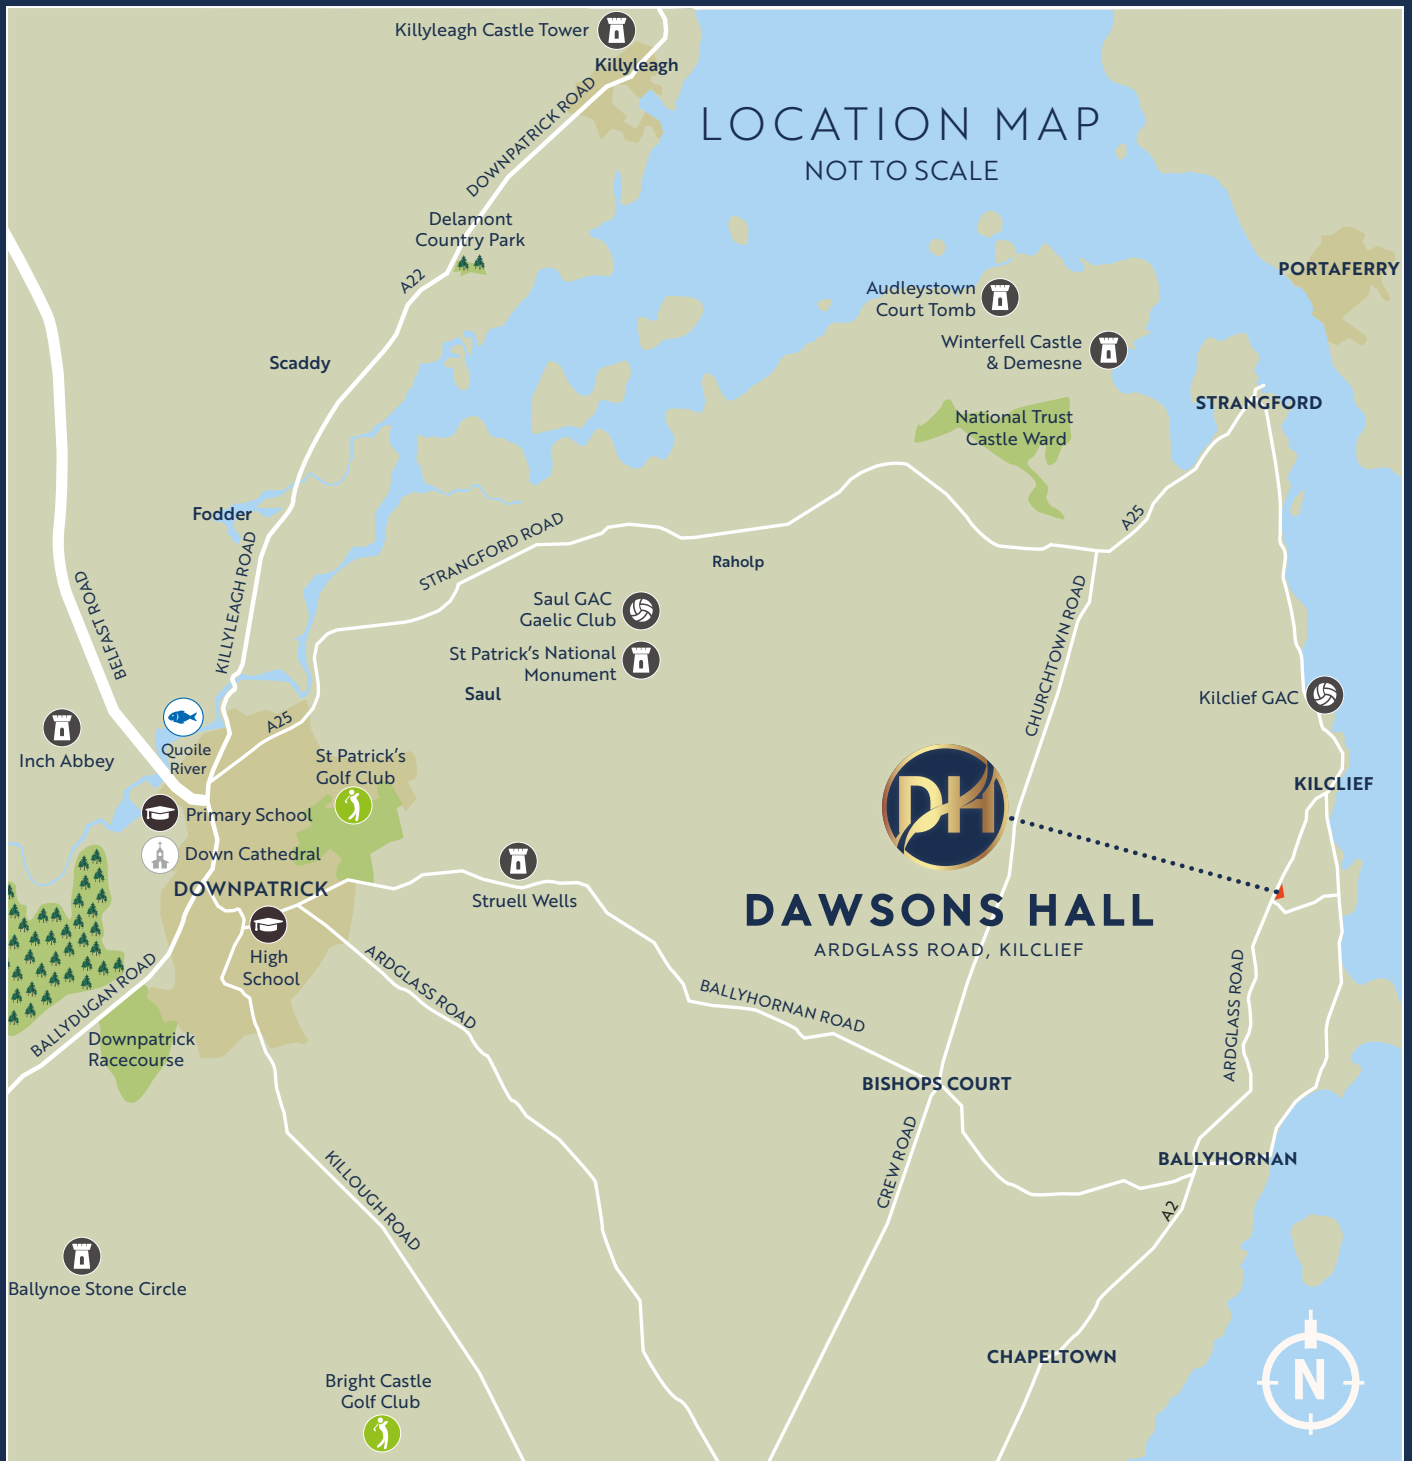 Killyleagh Castle Tower
Killyleagh
DOWNPATRICK ROAD
LOCATION MAP
NOT TO SCALE
Delamont
Country Park
A22
PORTAFERRY
Audleystown
Court Tomb
Winterfell Castle
& Demesne
Scaddy
STRANGFORD
National Trust
Castle Ward
Fodder
A25
STRANGFORD ROAD
Raholp
KILLYLEAGH ROAD
BELFAST ROAD
Saul GAC
Gaelic Club
St Patrick's National
Monument
Saul
CHURCHTOWN ROAD
Kilclief GAC
A25
Inch Abbey
Quoile
River
St Patrick's
Golf Club
KILCLIEF
Primary School
Down Cathedral
DOWNPATRICK
Struell Wells
DH
DAWSONS HALL
ARDGLASS ROAD, KILCLIEF
High
School
ARDGLASS ROAD
BALLYDUGAN ROAD
BALLYHORNAN ROAD
ARDGLASS ROAD
Downpatrick
Racecourse
BISHOPS COURT
CREW ROAD
BALLYHORNAN
A2
KILLOUGH ROAD
Ballynoe Stone Circle
CHAPELTOWN
Bright Castle
Golf Club
N